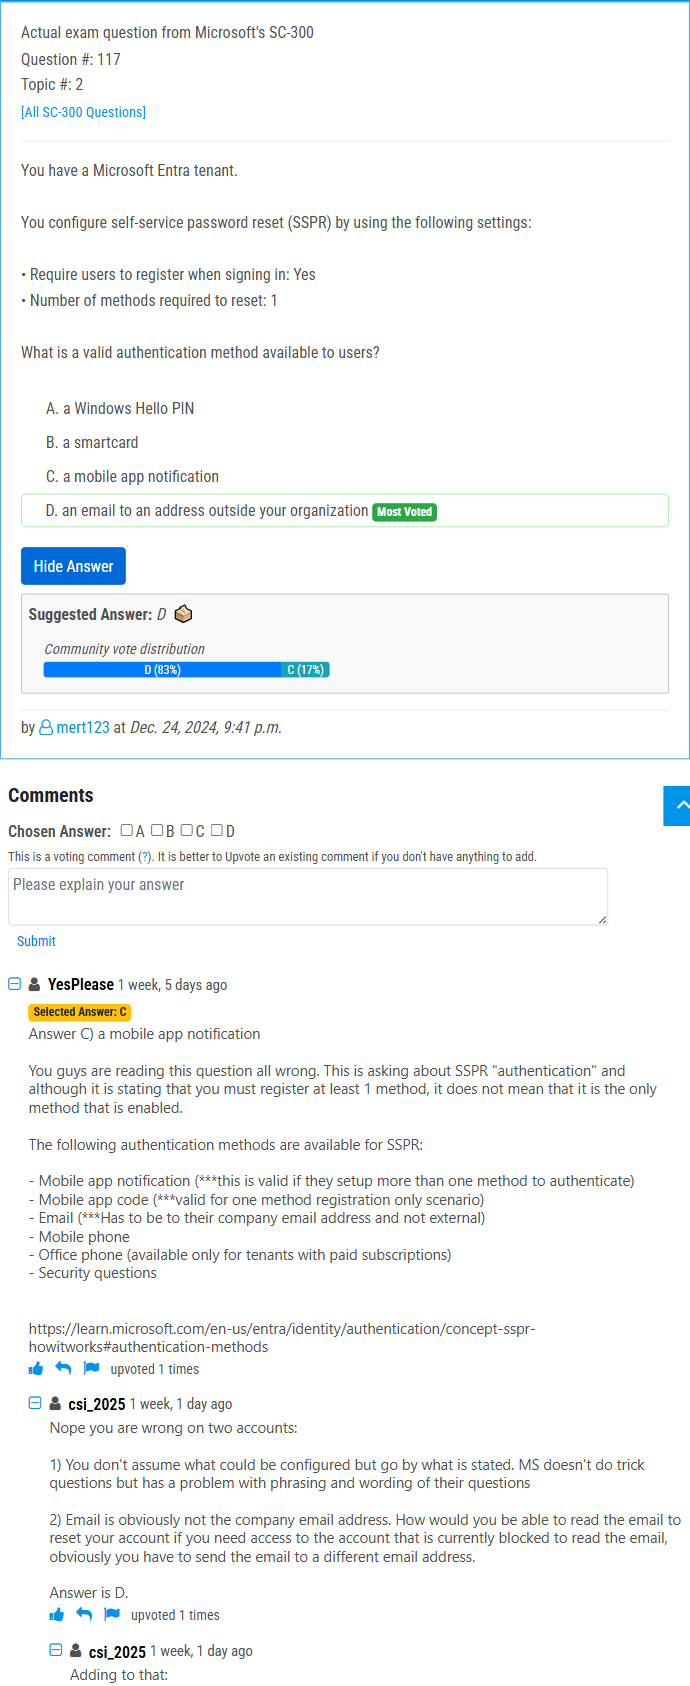 Actual exam question from Microsoft's SC-300
Question #: 117
Topic #: 2
[All SC-300 Questions]
You have a Microsoft Entra tenant.
You configure self-service password reset (SSPR) by using the following settings:
• Require users to register when signing in: Yes
• Number of methods required to reset: 1
What is a valid authentication method available to users?
A. a Windows Hello PIN
B. a smartcard
C. a mobile app notification
D. an email to an address outside your organization Most Voted
Hide Answer
Suggested Answer: D
Community vote distribution
D (83%) C (17%)
by mert123 at Dec. 24, 2024, 9:41 p.m.
Comments
Chosen Answer: A B C D
This is a voting comment (?). It is better to Upvote an existing comment if you don't have anything to add.
Please explain your answer
Submit
YesPlease 1 week, 5 days ago
Selected Answer: C
Answer C) a mobile app notification
You guys are reading this question all wrong. This is asking about SSPR "authentication" and
although it is stating that you must register at least 1 method, it does not mean that it is the only
method that is enabled.
The following authentication methods are available for SSPR:
- Mobile app notification (***this is valid if they setup more than one method to authenticate)
- Mobile app code (***valid for one method registration only scenario)
- Email (***Has to be to their company email address and not external)
- Mobile phone
- Office phone (available only for tenants with paid subscriptions)
- Security questions
https://learn.microsoft.com/en-us/entra/identity/authentication/concept-sspr-
howitworks#authentication-methods
upvoted 1 times
csi_2025 1 week, 1 day ago
Nope you are wrong on two accounts:
1) You don't assume what could be configured but go by what is stated. MS doesn't do trick
questions but has a problem with phrasing and wording of their questions
2) Email is obviously not the company email address. How would you be able to read the email to
reset your account if you need access to the account that is currently blocked to read the email,
obviously you have to send the email to a different email address.
Answer is D.
upvoted 1 times
csi_2025 1 week, 1 day ago
Adding to that: